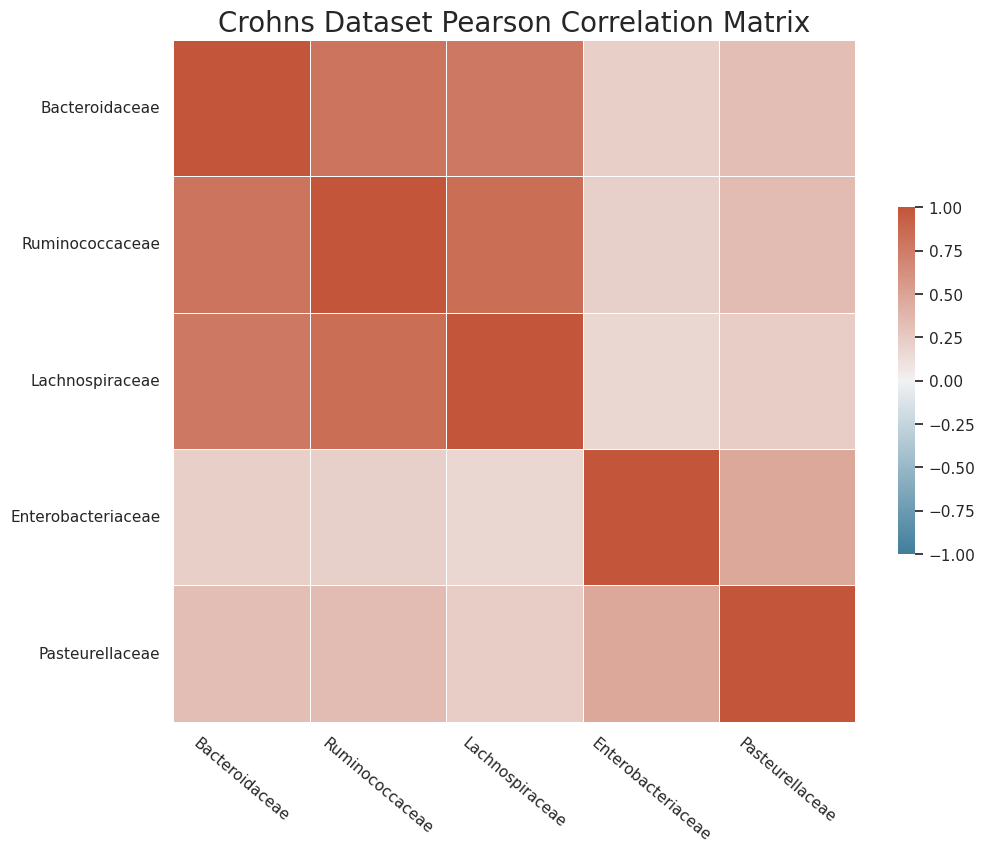 Crohns Dataset Pearson Correlation Matrix
Bacteroidaceae
Ruminococcaceae
Lachnospiraceae
Enterobacteriaceae
Pasteurellaceae
Bacteroidaceae
Ruminococcaceae
Lachnospiraceae
Enterobacteriaceae
Pasteurellaceae
1.00
0.75
0.50
0.25
0.00
−0.25
−0.50
−0.75
−1.00